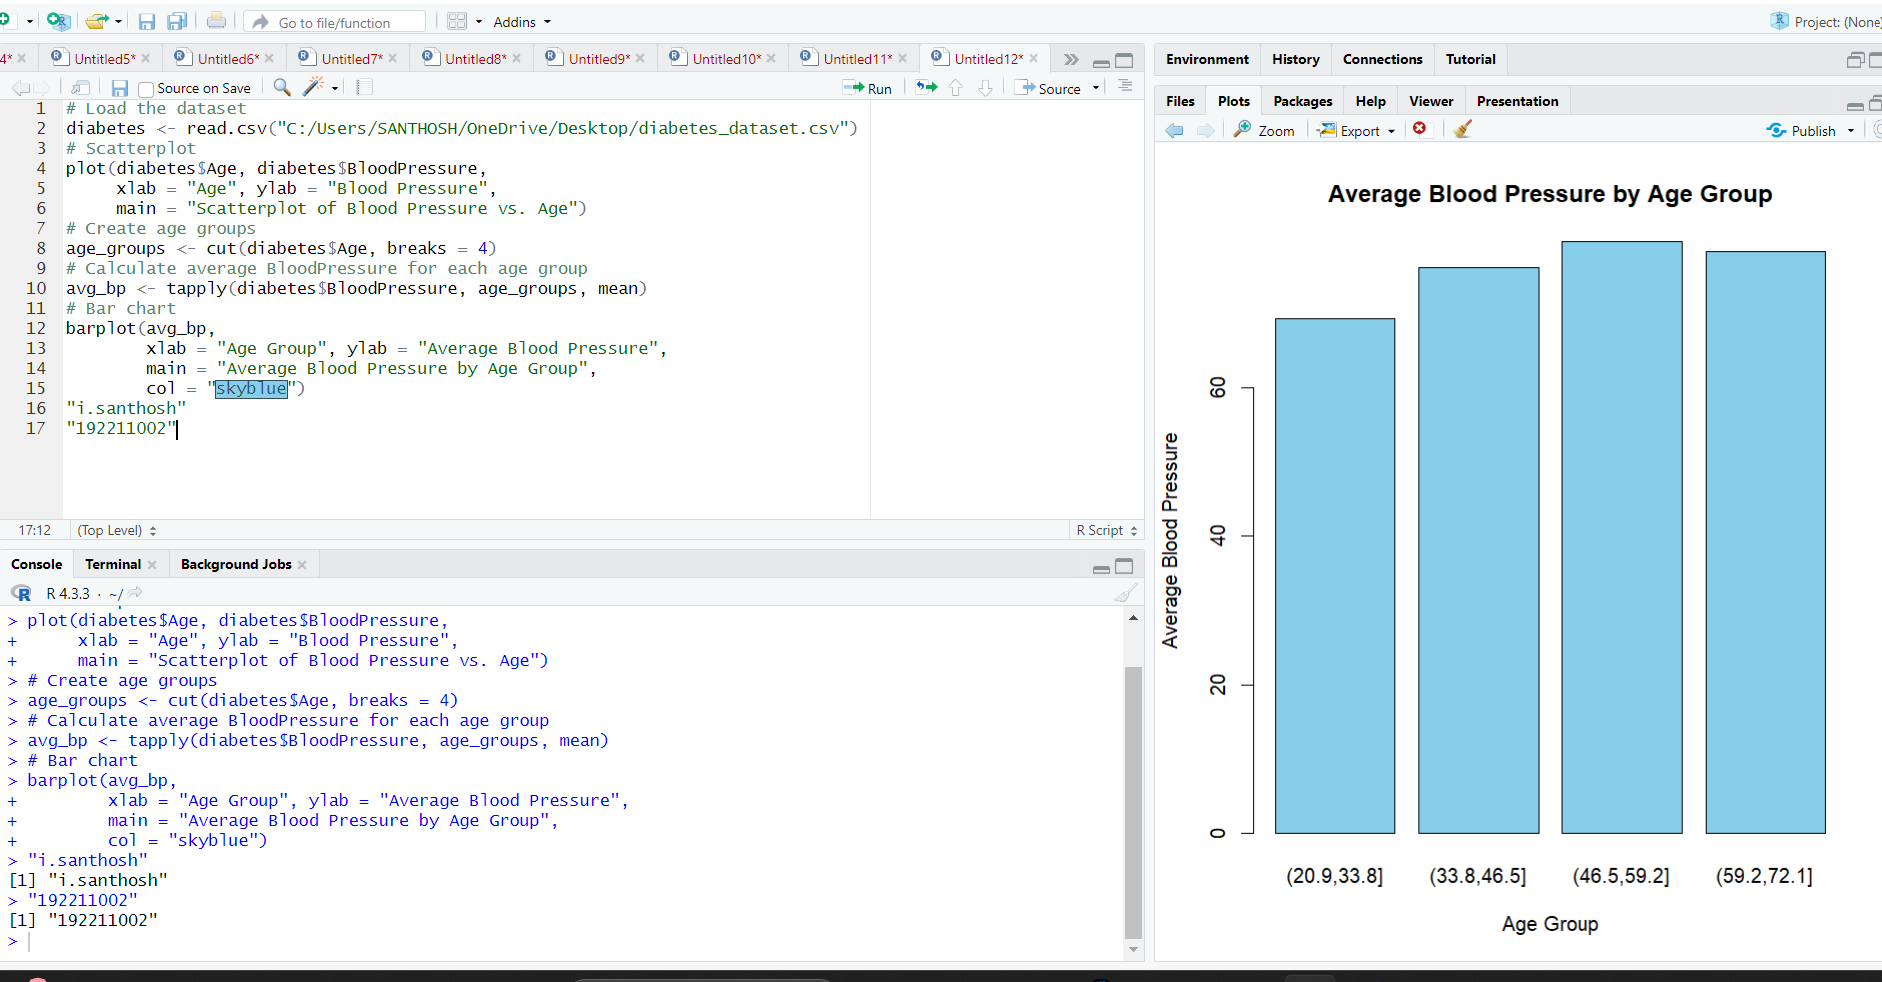 Go to file/function
Addins
Project: (None)
4*
Untitled5*
Untitled6*
Untitled7*
Untitled8*
Untitled9*
Untitled10*
Untitled11*
Untitled12*
Source on Save
Run
Source
1 # Load the dataset
2 diabetes <- read.csv("C:/Users/SANTHOSH/OneDrive/Desktop/diabetes_dataset.csv")
3 # Scatterplot
4 plot(diabetes$Age, diabetes$BloodPressure,
5      xlab = "Age", ylab = "Blood Pressure",
6      main = "Scatterplot of Blood Pressure vs. Age")
7 # Create age groups
8 age_groups <- cut(diabetes$Age, breaks = 4)
9 # Calculate average BloodPressure for each age group
10 avg_bp <- tapply(diabetes$BloodPressure, age_groups, mean)
11 # Bar chart
12 barplot(avg_bp,
13         xlab = "Age Group", ylab = "Average Blood Pressure",
14         main = "Average Blood Pressure by Age Group",
15         col = "skyblue")
16 "i.santhosh"
17 "192211002"
17:12
(Top Level)
R Script
Console
Terminal
Background Jobs
R 4.3.3 · ~/
> plot(diabetes$Age, diabetes$BloodPressure,
+      xlab = "Age", ylab = "Blood Pressure",
+      main = "Scatterplot of Blood Pressure vs. Age")
> # Create age groups
> age_groups <- cut(diabetes$Age, breaks = 4)
> # Calculate average BloodPressure for each age group
> avg_bp <- tapply(diabetes$BloodPressure, age_groups, mean)
> # Bar chart
> barplot(avg_bp,
+         xlab = "Age Group", ylab = "Average Blood Pressure",
+         main = "Average Blood Pressure by Age Group",
+         col = "skyblue")
> "i.santhosh"
[1] "i.santhosh"
> "192211002"
[1] "192211002"
>
Environment
History
Connections
Tutorial
Files
Plots
Packages
Help
Viewer
Presentation
Zoom
Export
Publish
Average Blood Pressure by Age Group
Average Blood Pressure
60
40
20
0
(20.9,33.8]
(33.8,46.5]
(46.5,59.2]
(59.2,72.1]
Age Group